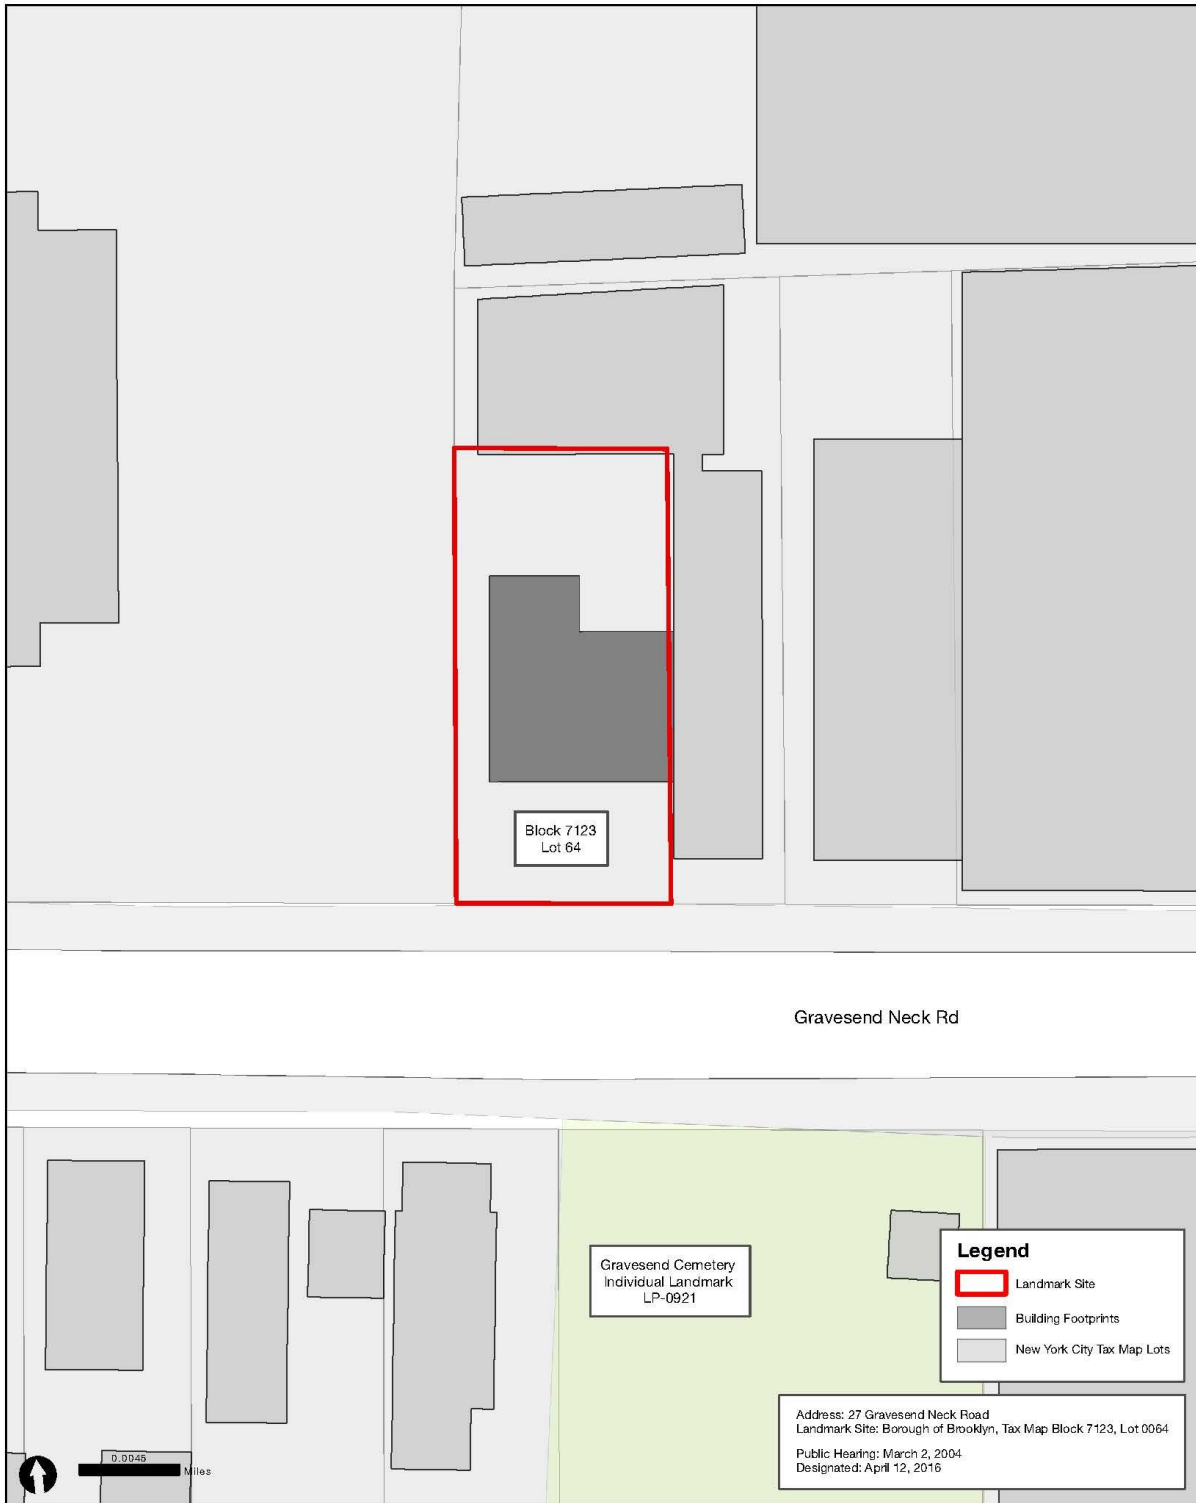 Block 7123
Lot 64
Gravesend Neck Rd
Gravesend Cemetery
Individual Landmark
LP-0921
Legend
Landmark Site
Building Footprints
New York City Tax Map Lots
Address: 27 Gravesend Neck Road
Landmark Site: Borough of Brooklyn, Tax Map Block 7123, Lot 0064
Public Hearing: March 2, 2004
Designated: April 12, 2016
0.0045
Miles